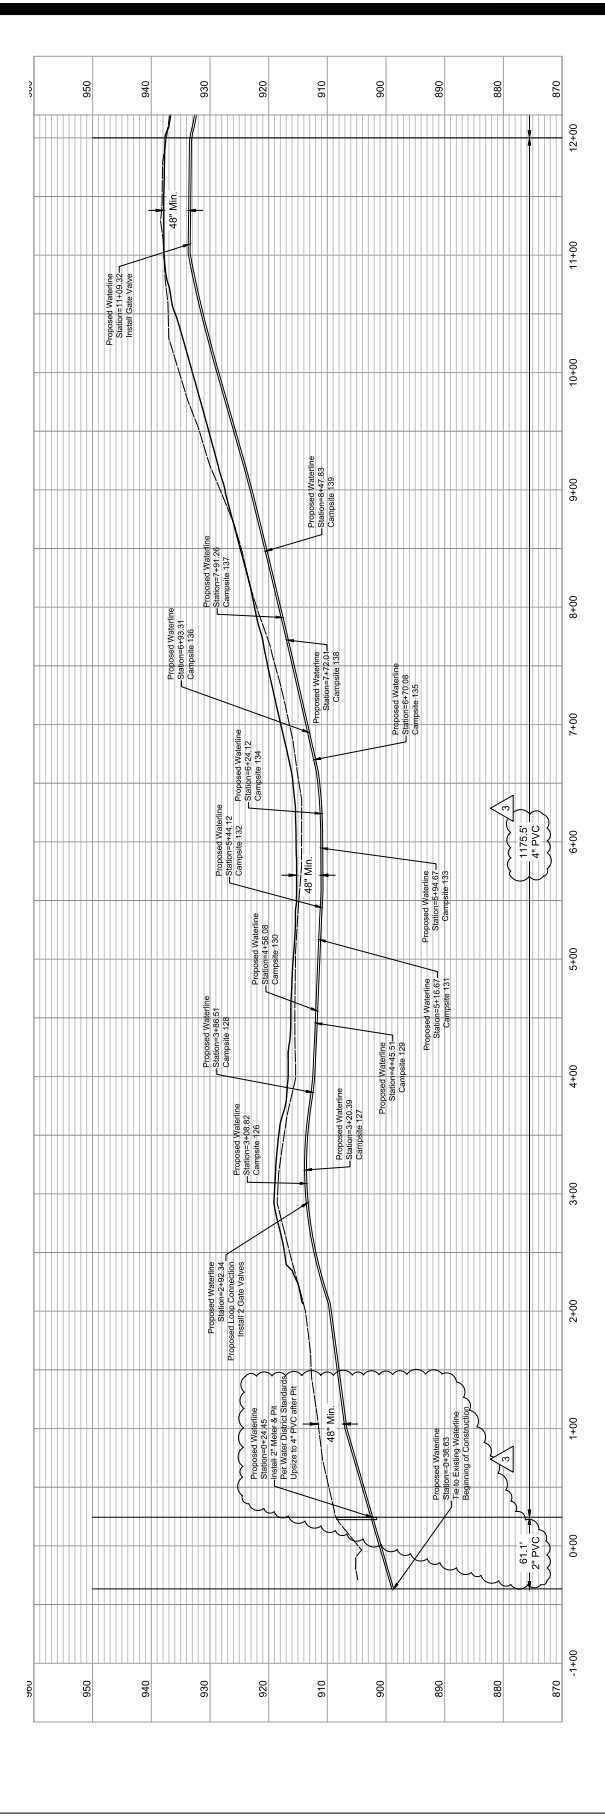 950
940
930
920
910
900
890
880
870
Proposed Waterline
Station=-0+36.63
Tie to Existing Waterline
Beginning of Construction
Proposed Waterline
Station=0+24.45
Install 2" Meter & Pit
Per Water District Standards
Upsize to 4" PVC after Pit
48" Min.
3
61.1'
2" PVC
Proposed Waterline
Station=2+92.34
Proposed Loop Connection
Install 2 Gate Valves
Proposed Waterline
Station=3+08.82
Campsite 126
Proposed Waterline
Station=3+20.39
Campsite 127
Proposed Waterline
Station=3+86.51
Campsite 128
Proposed Waterline
Station=4+45.51
Campsite 129
Proposed Waterline
Station=4+56.08
Campsite 130
Proposed Waterline
Station=5+16.67
Campsite 131
Proposed Waterline
Station=5+44.12
Campsite 132
48" Min.
Proposed Waterline
Station=5+94.67
Campsite 133
Proposed Waterline
Station=6+24.12
Campsite 134
3
1175.5'
4" PVC
Proposed Waterline
Station=6+70.08
Campsite 135
Proposed Waterline
Station=6+93.31
Campsite 136
Proposed Waterline
Station=7+72.01
Campsite 138
Proposed Waterline
Station=7+91.26
Campsite 137
Proposed Waterline
Station=8+47.83
Campsite 139
Proposed Waterline
Station=11+09.32
Install Gate Valve
48" Min.
950
940
930
920
910
900
890
880
870
-1+00
0+00
1+00
2+00
3+00
4+00
5+00
6+00
7+00
8+00
9+00
10+00
11+00
12+00